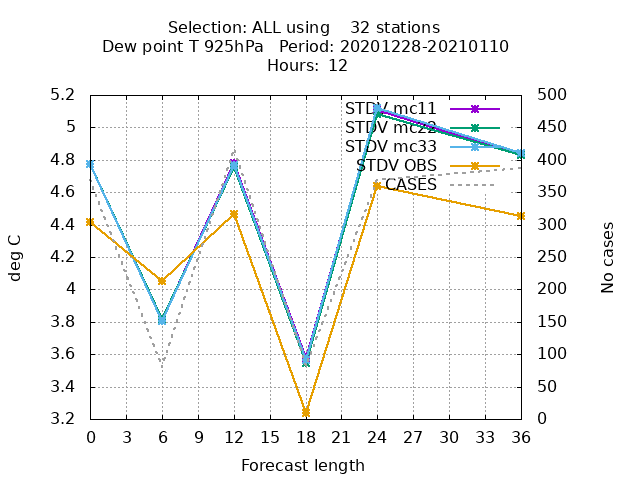 Selection: ALL using    32 stations
Dew point T 925hPa   Period: 20201228-20210110
Hours:  12
5.2
5
4.8
4.6
4.4
4.2
4
3.8
3.6
3.4
3.2
deg C
500
450
400
350
300
250
200
150
100
50
0
No cases
STDV mc11
STDV mc22
STDV mc33
STDV OBS
CASES
0 3 6 9 12 15 18 21 24 27 30 33 36
Forecast length